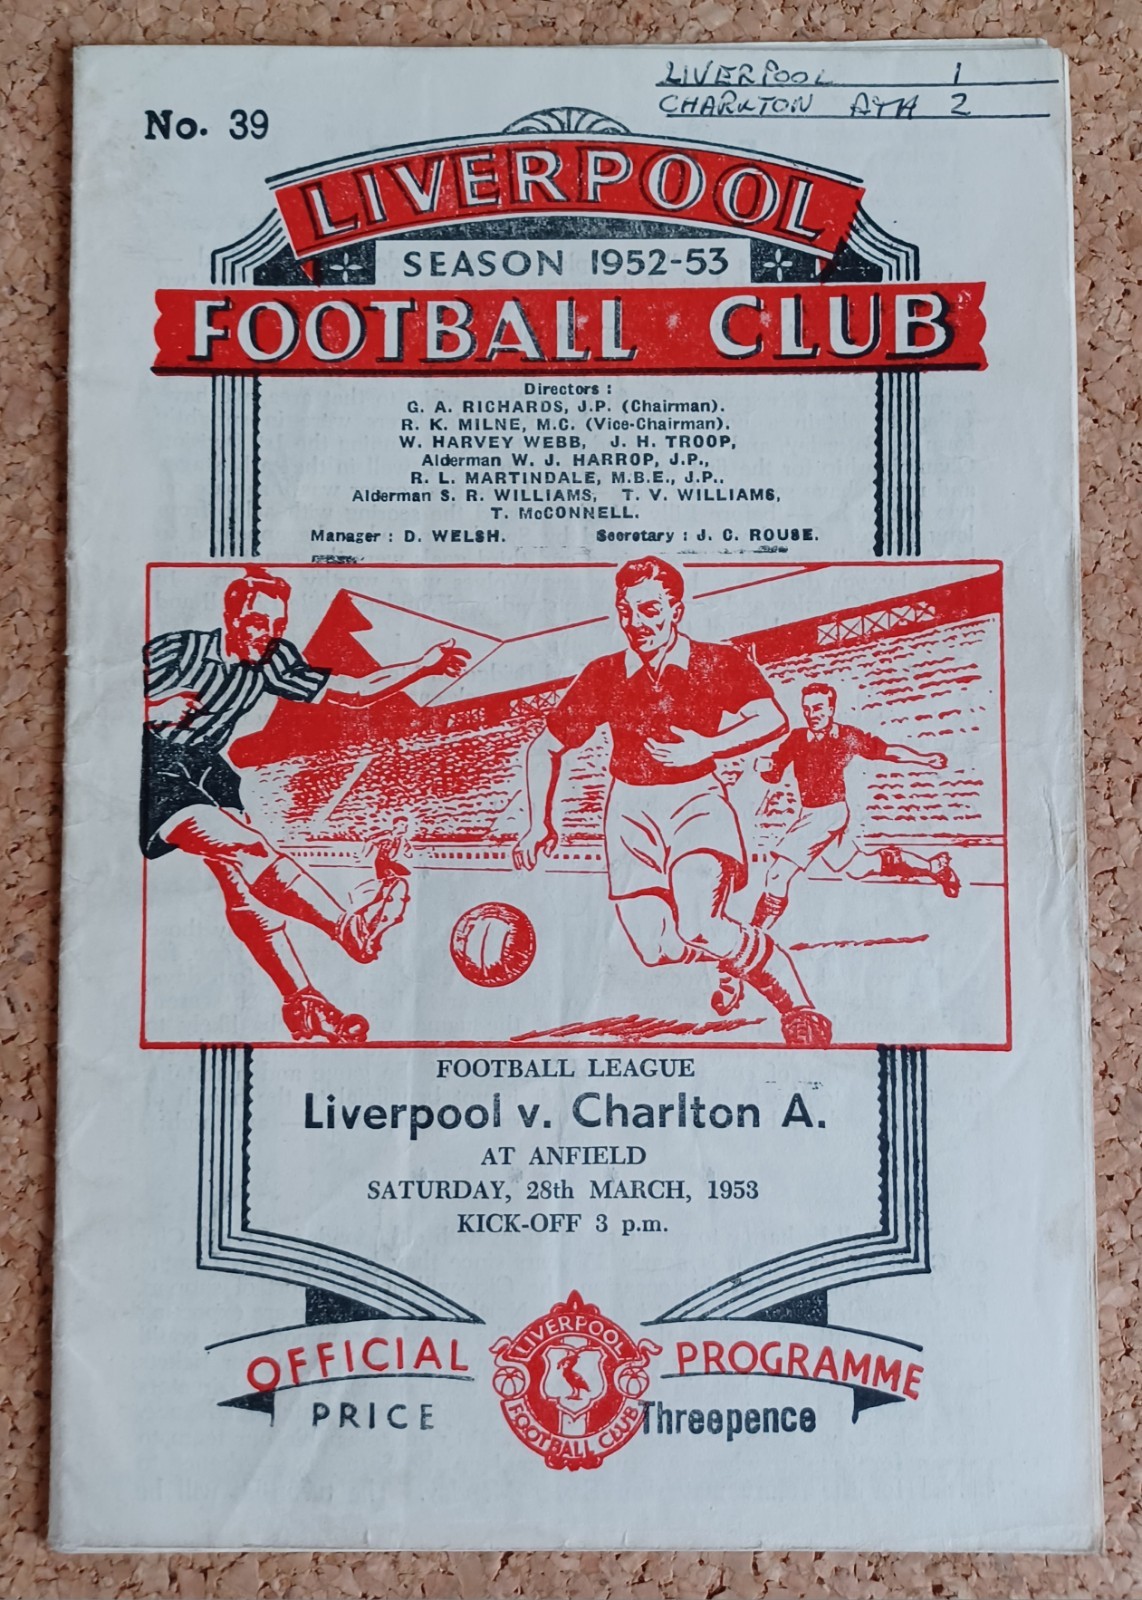 LIVERPOOL 1
CHARLTON ATH 2
No. 39
LIVERPOOL
SEASON 1952-53
FOOTBALL CLUB
Directors :
G. A. RICHARDS, J.P. (Chairman).
R. K. MILNE, M.C. (Vice-Chairman).
W. HARVEY WEBB, J. H. TROOP,
Alderman W. J. HARROP, J.P.,
R. L. MARTINDALE, M.B.E., J.P.,
Alderman S. R. WILLIAMS, T. V. WILLIAMS,
T. McCONNELL.
Manager : D. WELSH. Secretary : J. C. ROUSE.
FOOTBALL LEAGUE
Liverpool v. Charlton A.
AT ANFIELD
SATURDAY, 28th MARCH, 1953
KICK-OFF 3 p.m.
OFFICIAL PROGRAMME
PRICE Threepence
LIVERPOOL
FOOTBALL CLUB